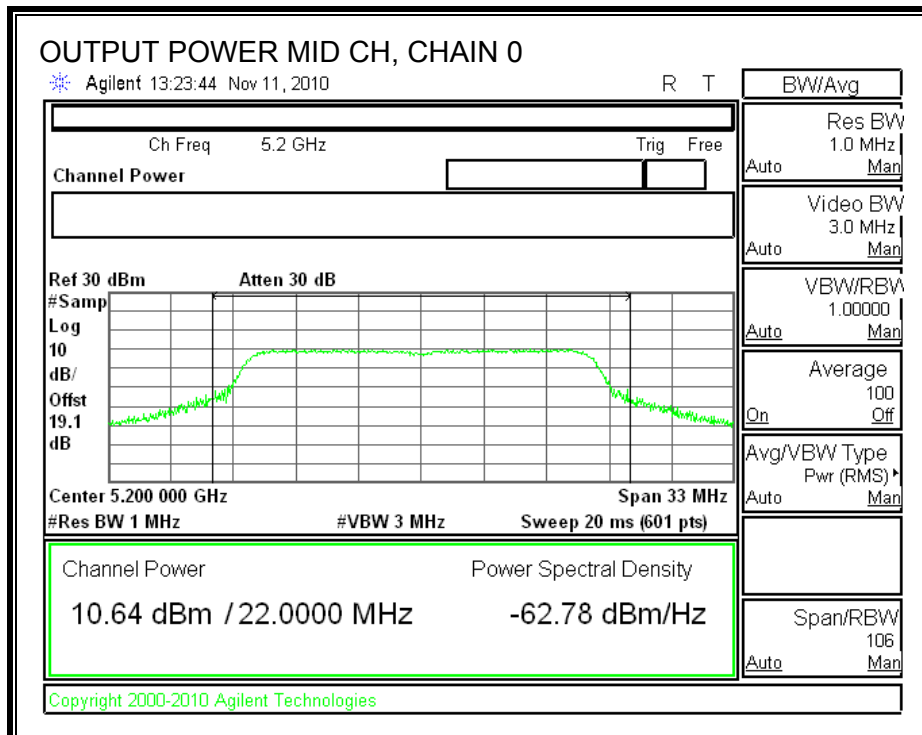 OUTPUT POWER MID CH, CHAIN 0
Agilent 13:23:44 Nov 11, 2010
R T
BW/Avg
Ch Freq 5.2 GHz
Trig Free
Channel Power
Res BW
1.0 MHz
Auto Man
Video BW
3.0 MHz
Auto Man
VBW/RBW
1.00000
Auto Man
Average
100
On Off
Avg/VBW Type
Pwr (RMS)
Auto Man
Span/RBW
106
Auto Man
Ref 30 dBm
Atten 30 dB
#Samp
Log
10
dB/
Offst
19.1
dB
Center 5.200 000 GHz
Span 33 MHz
#Res BW 1 MHz
#VBW 3 MHz
Sweep 20 ms (601 pts)
Channel Power
Power Spectral Density
10.64 dBm / 22.0000 MHz
-62.78 dBm/Hz
Copyright 2000-2010 Agilent Technologies